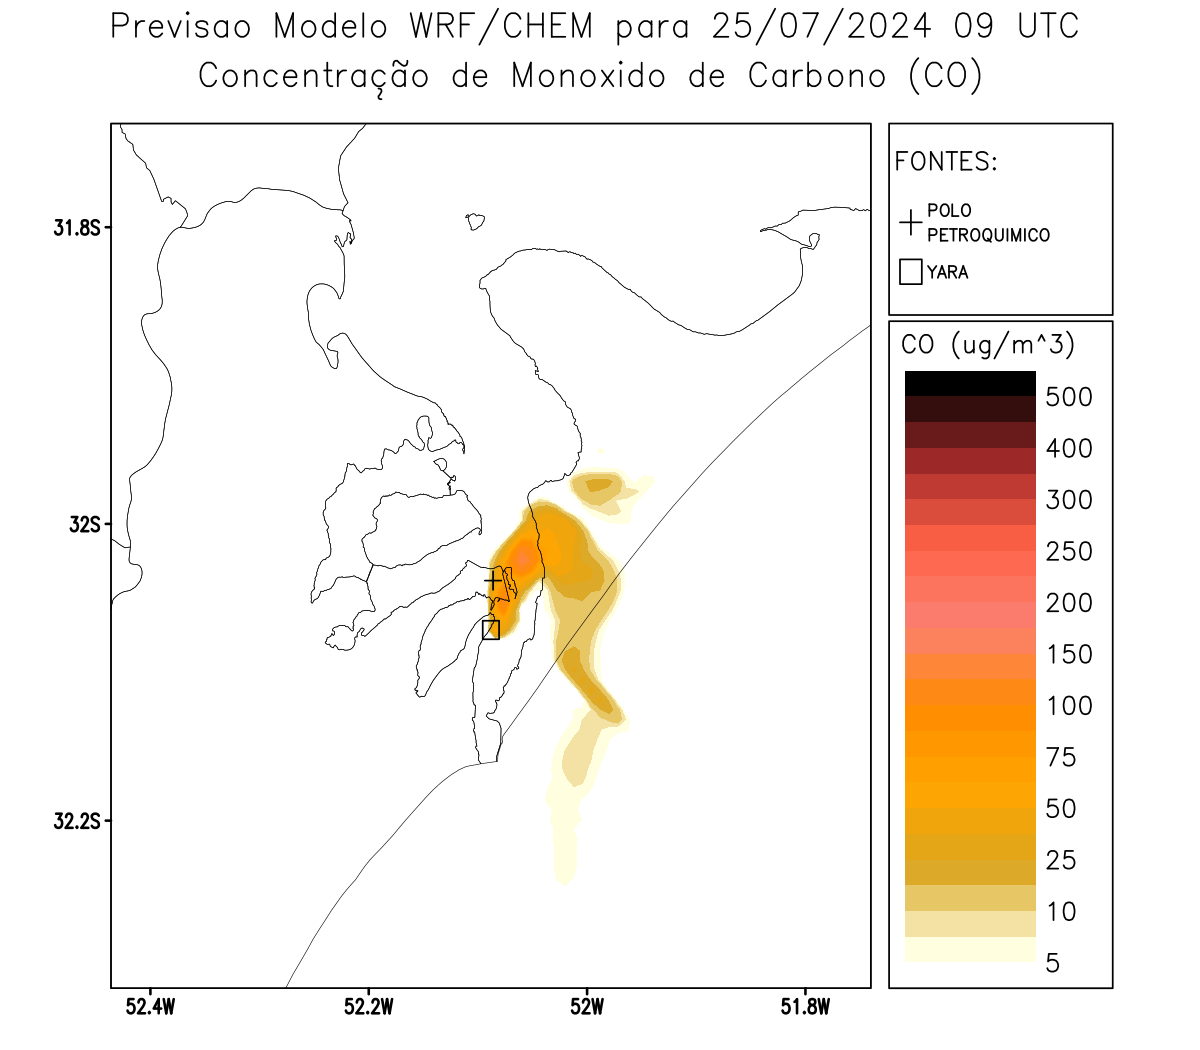 Previsao Modelo WRF/CHEM para 25/07/2024 09 UTC
Concentração de Monoxido de Carbono (CO)
FONTES:
POLO
PETROQUIMICO
YARA
CO (ug/m^3)
500
400
300
250
200
150
100
75
50
25
10
5
31.8S
32S
32.2S
52.4W
52.2W
52W
51.8W